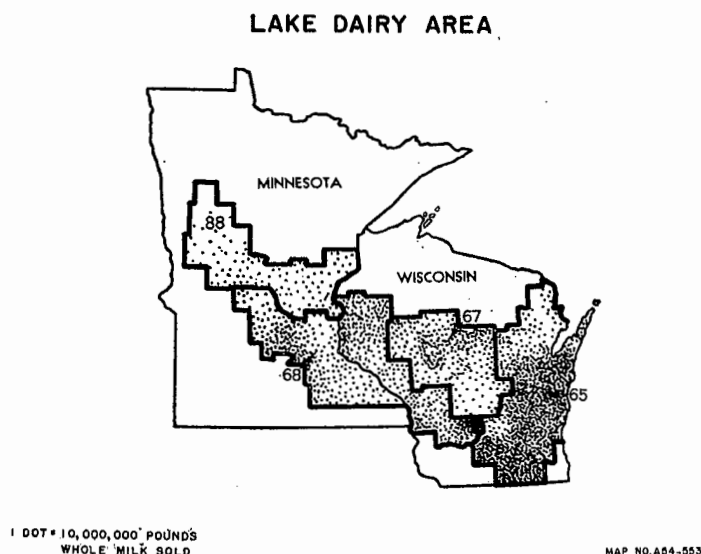 LAKE DAIRY AREA
MINNESOTA
88
WISCONSIN
67
68
65
1 DOT = 10,000,000 POUNDS
WHOLE MILK SOLD
MAP NO. A54-553